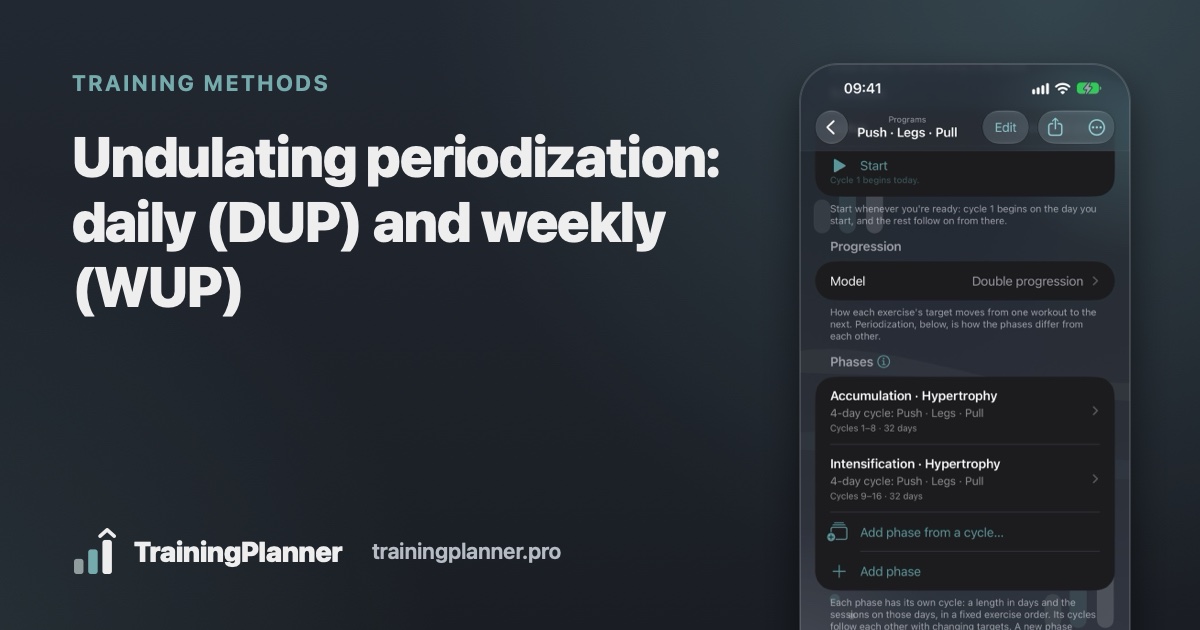 TRAINING METHODS
Undulating periodization:
daily (DUP) and weekly
(WUP)
TrainingPlanner
trainingplanner.pro
09:41
Programs
Push · Legs · Pull
Edit
Start
Cycle 1 begins today.
Start whenever you're ready: cycle 1 begins on the day you
start, and the rest follow on from there.
Progression
Model
Double progression
How each exercise's target moves from one workout to the
next. Periodization, below, is how the phases differ from
each other.
Phases
Accumulation · Hypertrophy
4-day cycle: Push · Legs · Pull
Cycles 1–8 · 32 days
Intensification · Hypertrophy
4-day cycle: Push · Legs · Pull
Cycles 9–16 · 32 days
Add phase from a cycle...
Add phase
Each phase has its own cycle: a length in days and the
sessions on those days, in a fixed exercise order. Its cycles
follow each other with changing targets. A new phase